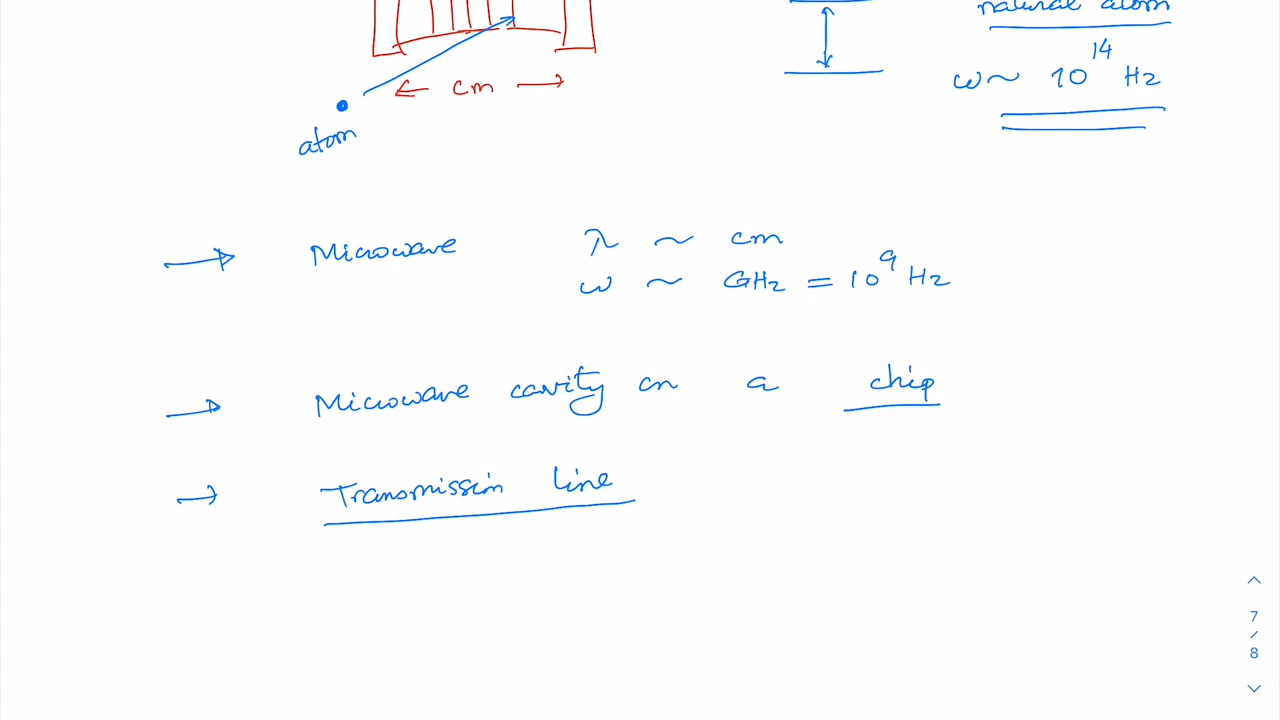 natural atom
ω ~ 10^14 Hz
← cm →
atom
→ Microwave λ ~ cm
ω ~ GHz = 10^9 Hz
→ Microwave cavity on a chip
→ Transmission line
7
/
8